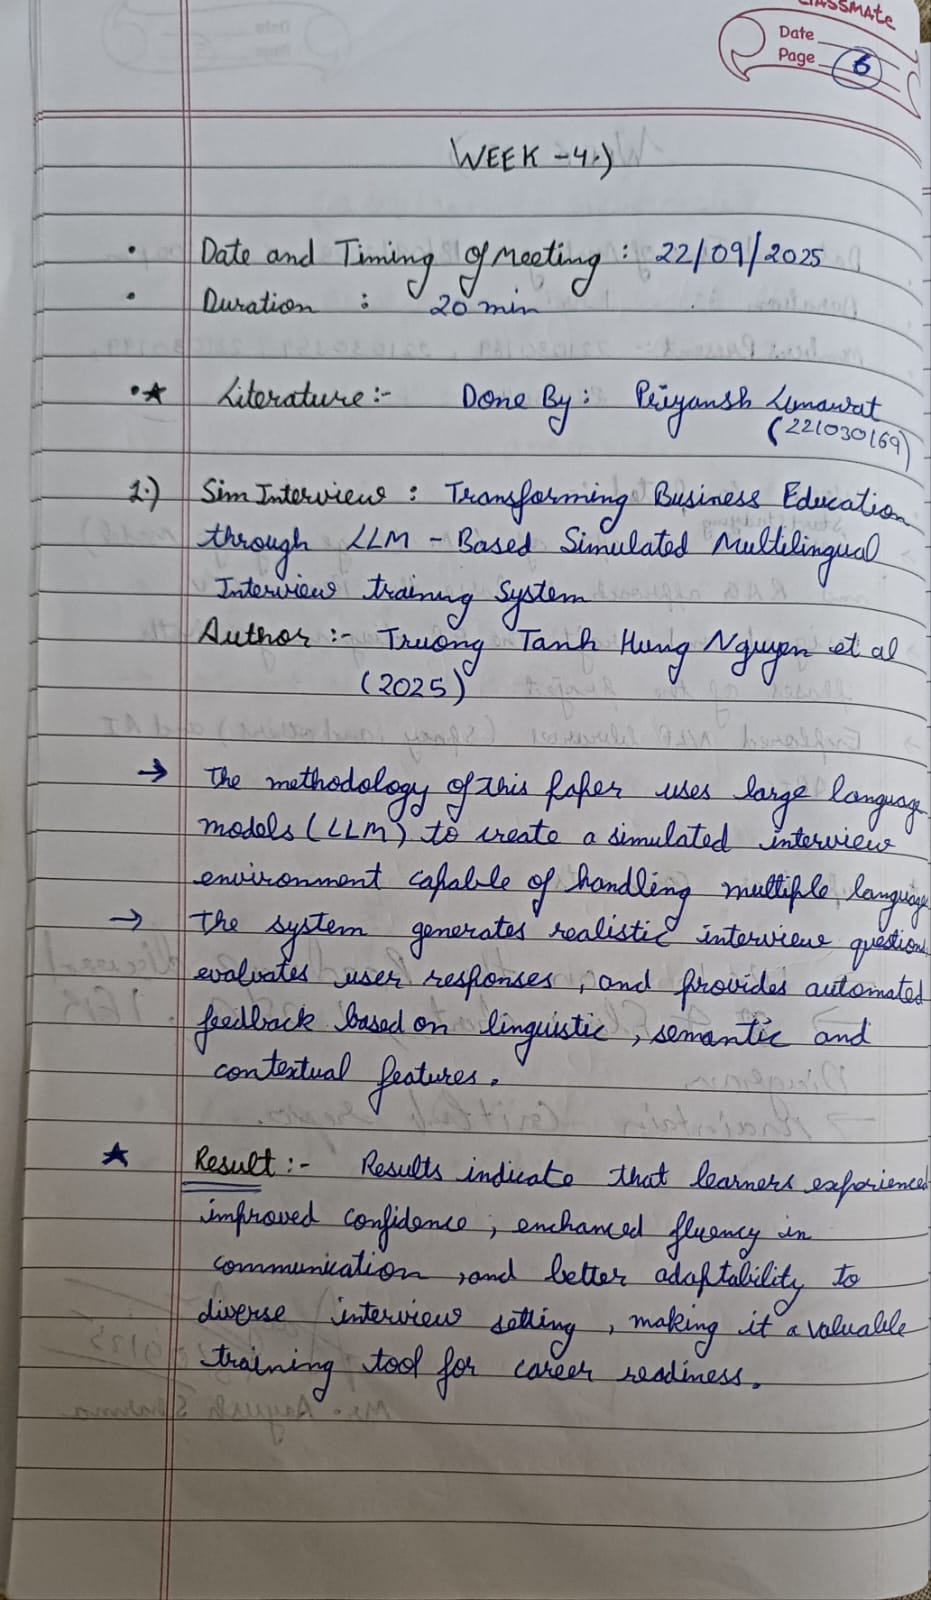 classmate
Date
Page 6
WEEK - 4.)
• Date and Timing of Meeting : 22/09/2025
• Duration : 20 min
•★ Literature :- Done By : Priyansh Lunawat
(221030169)
1.) Sim Interview : Transforming Business Education
through LLM - Based Simulated Multilingual
Interview training System
Author :- Truong Tanh Hung Nguyen et al
(2025)
→ The methodology of this paper uses large language
models (LLM) to create a simulated interview
environment capable of handling multiple language
→ the system generates realistic interview questions,
evaluates user responses, and provides automated
feedback based on linguistic, semantic and
contextual features.
★ Result :- Results indicate that learners experienced
improved confidence, enchanced fluency in
communication, and better adaptability to
diverse interview setting, making it a valuable
training tool for career readiness.